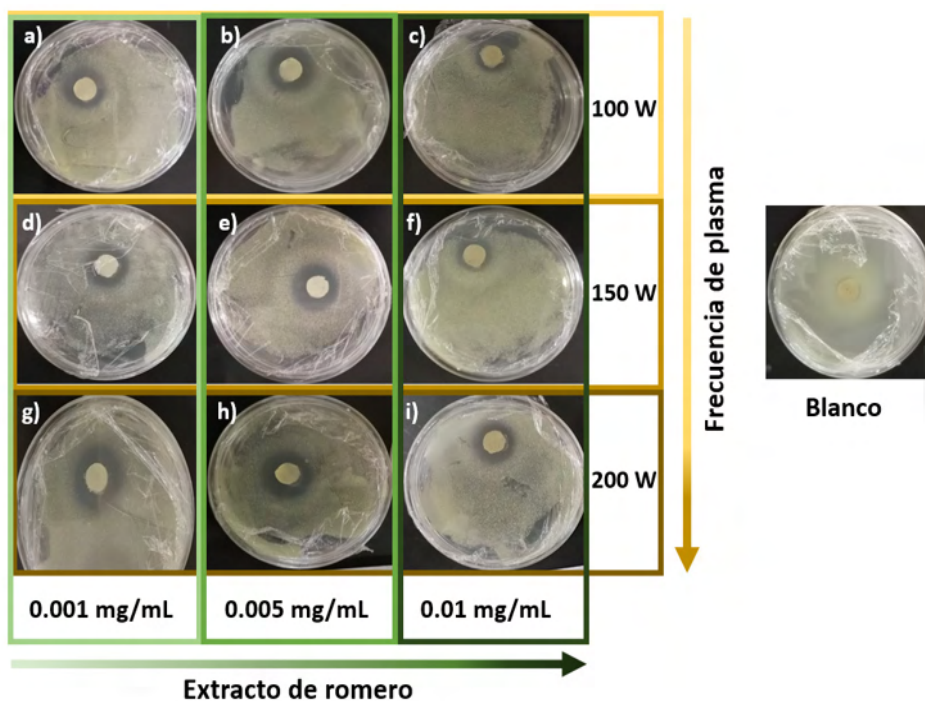 a)
b)
c)
100 W
d)
e)
f)
150 W
g)
h)
i)
200 W
Frecuencia de plasma
Blanco
0.001 mg/mL
0.005 mg/mL
0.01 mg/mL
Extracto de romero